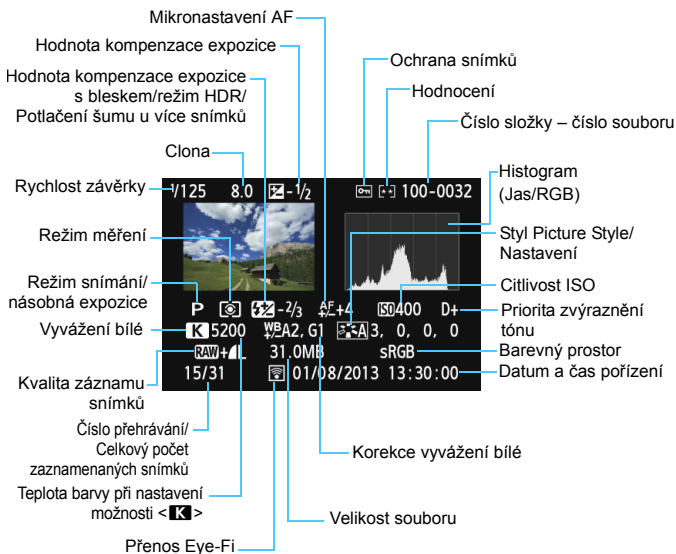 Mikronastavení AF
Hodnota kompenzace expozice
Hodnota kompenzace expozice
s bleskem/režim HDR/
Potlačení šumu u více snímků
Clona
Rychlost závěrky
Režim měření
Režim snímání/
násobná expozice
Vyvážení bílé
Kvalita záznamu
snímků
Číslo přehrávání/
Celkový počet
zaznamenaných snímků
Teplota barvy při nastavení
možnosti <K>
Přenos Eye-Fi
Ochrana snímků
Hodnocení
Číslo složky – číslo souboru
Histogram
(Jas/RGB)
Styl Picture Style/
Nastavení
Citlivost ISO
Priorita zvýraznění
tónu
Barevný prostor
Datum a čas pořízení
Korekce vyvážení bílé
Velikost souboru
1/125 8.0 -1/2 100-0032
P -2/3 AF+4 ISO400 D+
K 5200 WB A2, G1 A 3, 0, 0, 0
RAW+L 31.0MB sRGB
15/31 01/08/2013 13:30:00